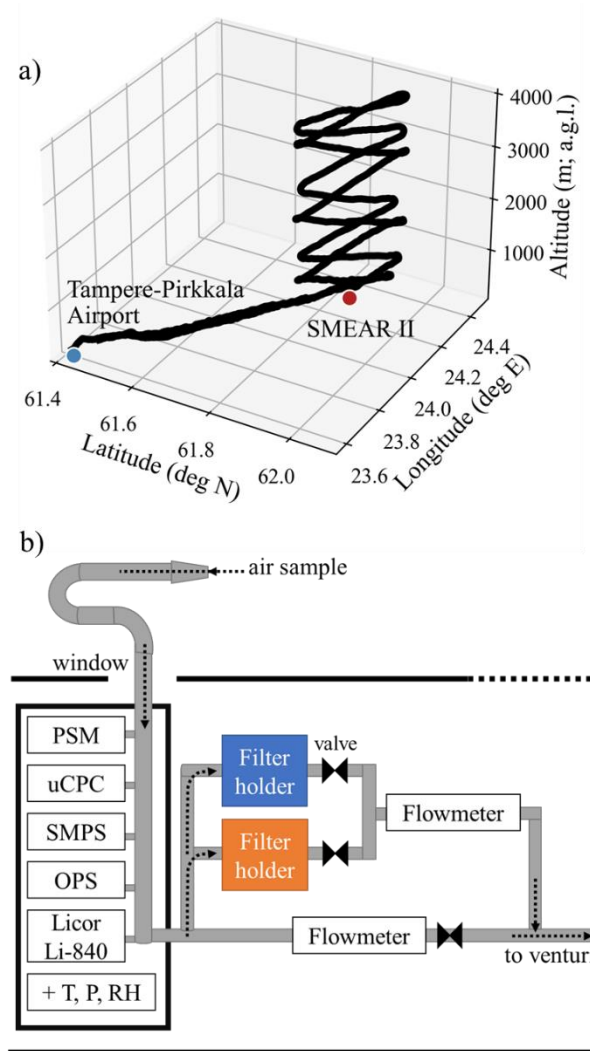 a)
4000
3000
2000
1000
Altitude (m; a.g.l.)
Tampere-Pirkkala
Airport
SMEAR II
61.4
61.6
61.8
62.0
Latitude (deg N)
23.6
23.8
24.0
24.2
24.4
Longitude (deg E)
b)
air sample
window
PSM
uCPC
SMPS
OPS
Licor
Li-840
+ T, P, RH
Filter
holder
valve
Filter
holder
Flowmeter
Flowmeter
to venturi